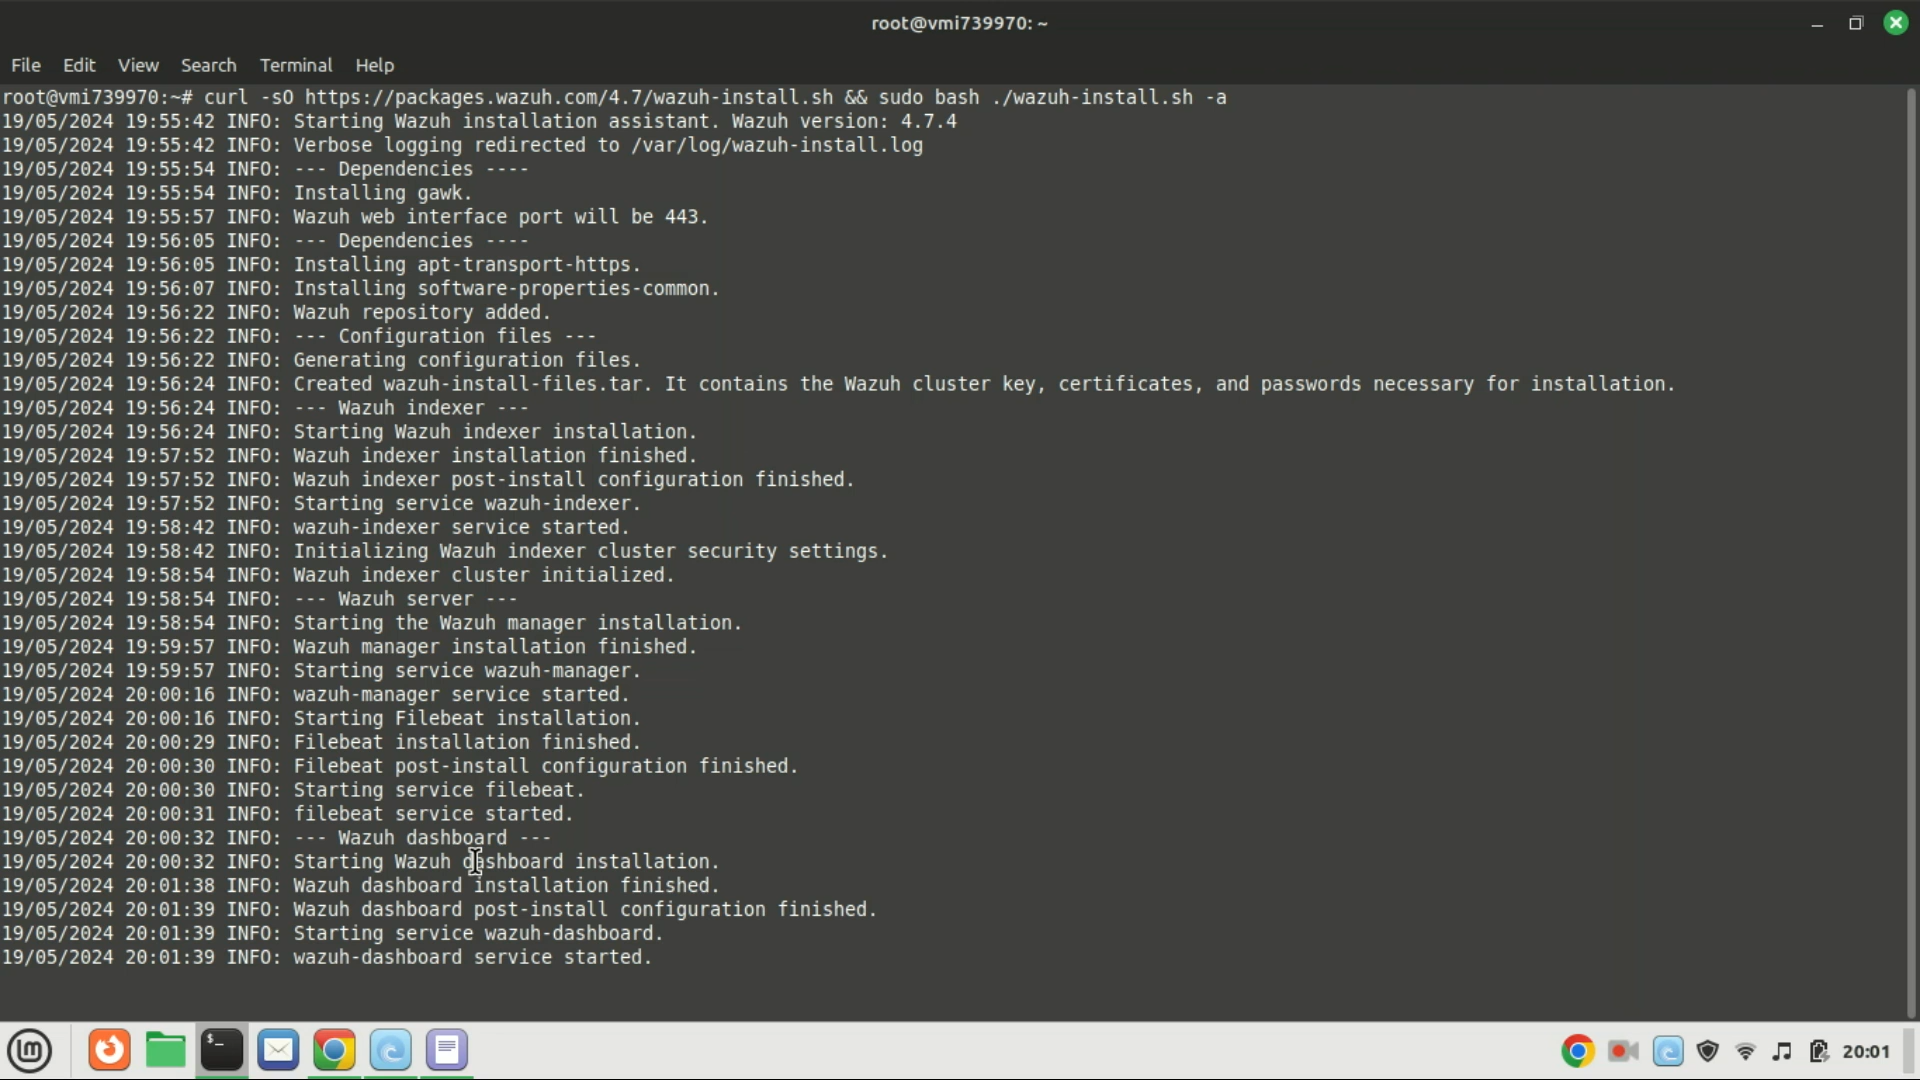 root@vmi739970: ~
File Edit View Search Terminal Help
root@vmi739970:~# curl -sO https://packages.wazuh.com/4.7/wazuh-install.sh && sudo bash ./wazuh-install.sh -a
19/05/2024 19:55:42 INFO: Starting Wazuh installation assistant. Wazuh version: 4.7.4
19/05/2024 19:55:42 INFO: Verbose logging redirected to /var/log/wazuh-install.log
19/05/2024 19:55:54 INFO: --- Dependencies ----
19/05/2024 19:55:54 INFO: Installing gawk.
19/05/2024 19:55:57 INFO: Wazuh web interface port will be 443.
19/05/2024 19:56:05 INFO: --- Dependencies ----
19/05/2024 19:56:05 INFO: Installing apt-transport-https.
19/05/2024 19:56:07 INFO: Installing software-properties-common.
19/05/2024 19:56:22 INFO: Wazuh repository added.
19/05/2024 19:56:22 INFO: --- Configuration files ---
19/05/2024 19:56:22 INFO: Generating configuration files.
19/05/2024 19:56:24 INFO: Created wazuh-install-files.tar. It contains the Wazuh cluster key, certificates, and passwords necessary for installation.
19/05/2024 19:56:24 INFO: --- Wazuh indexer ---
19/05/2024 19:56:24 INFO: Starting Wazuh indexer installation.
19/05/2024 19:57:52 INFO: Wazuh indexer installation finished.
19/05/2024 19:57:52 INFO: Wazuh indexer post-install configuration finished.
19/05/2024 19:57:52 INFO: Starting service wazuh-indexer.
19/05/2024 19:58:42 INFO: wazuh-indexer service started.
19/05/2024 19:58:42 INFO: Initializing Wazuh indexer cluster security settings.
19/05/2024 19:58:54 INFO: Wazuh indexer cluster initialized.
19/05/2024 19:58:54 INFO: --- Wazuh server ---
19/05/2024 19:58:54 INFO: Starting the Wazuh manager installation.
19/05/2024 19:59:57 INFO: Wazuh manager installation finished.
19/05/2024 19:59:57 INFO: Starting service wazuh-manager.
19/05/2024 20:00:16 INFO: wazuh-manager service started.
19/05/2024 20:00:16 INFO: Starting Filebeat installation.
19/05/2024 20:00:29 INFO: Filebeat installation finished.
19/05/2024 20:00:30 INFO: Filebeat post-install configuration finished.
19/05/2024 20:00:30 INFO: Starting service filebeat.
19/05/2024 20:00:31 INFO: filebeat service started.
19/05/2024 20:00:32 INFO: --- Wazuh dashboard ---
19/05/2024 20:00:32 INFO: Starting Wazuh dashboard installation.
19/05/2024 20:01:38 INFO: Wazuh dashboard installation finished.
19/05/2024 20:01:39 INFO: Wazuh dashboard post-install configuration finished.
19/05/2024 20:01:39 INFO: Starting service wazuh-dashboard.
19/05/2024 20:01:39 INFO: wazuh-dashboard service started.
20:01